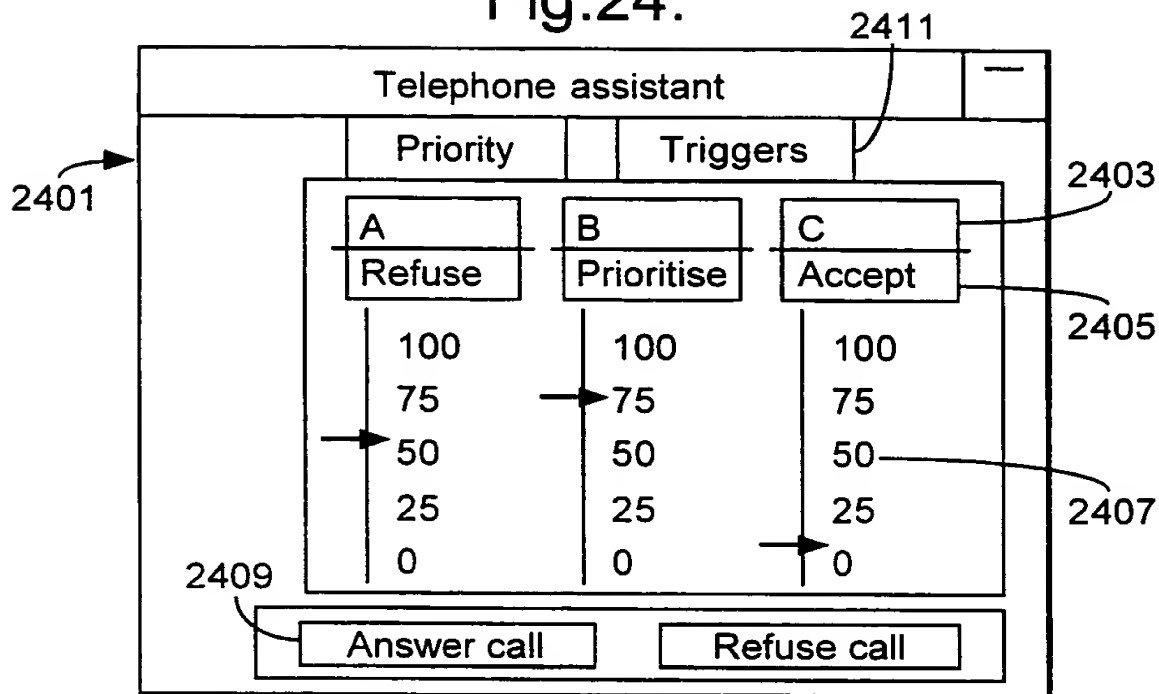 Fig.24.
2411
Telephone assistant
Priority Triggers
2401
2403
A B C
Refuse Prioritise Accept
2405
100 100 100
75 75 75
50 50 50
2407
25 25 25
0 0 0
2409
Answer call Refuse call